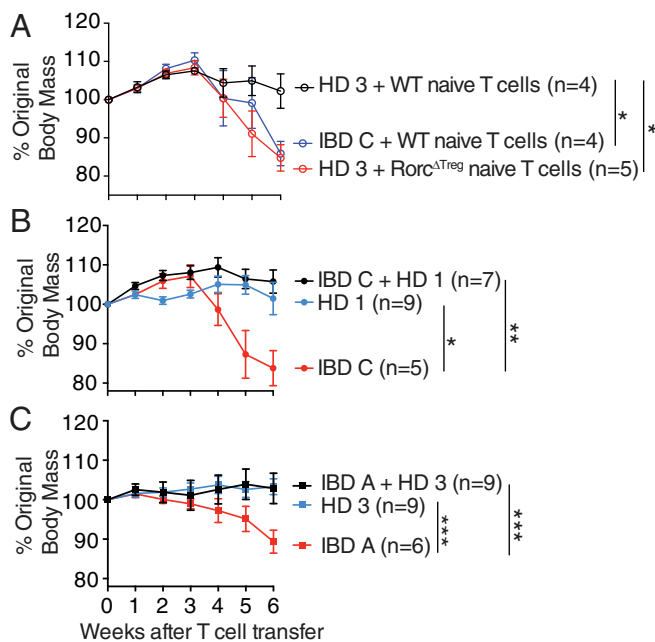 A
120
110
100
90
80
% Original
Body Mass
HD 3 + WT naive T cells (n=4)
IBD C + WT naive T cells (n=4)
HD 3 + Rorc^ΔTreg naive T cells (n=5)
*
*
B
120
110
100
90
80
% Original
Body Mass
IBD C + HD 1 (n=7)
HD 1 (n=9)
IBD C (n=5)
*
**
C
120
110
100
90
80
% Original
Body Mass
IBD A + HD 3 (n=9)
HD 3 (n=9)
IBD A (n=6)
***
***
0 1 2 3 4 5 6
Weeks after T cell transfer